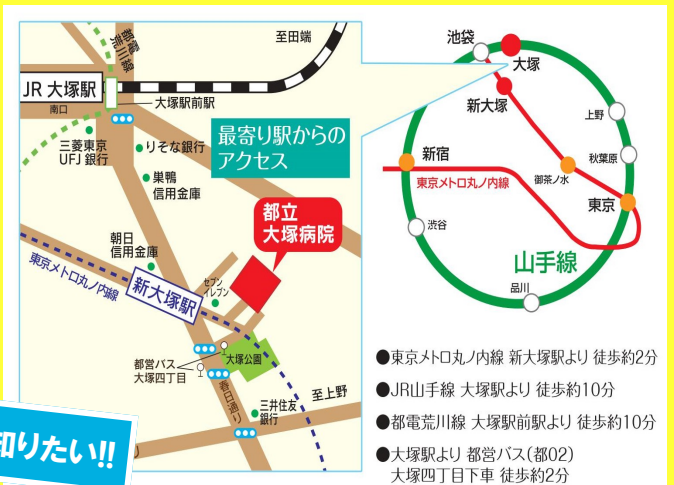 都電
荒川線
至田端
JR 大塚駅
南口
大塚駅前駅
三菱東京
UFJ 銀行
りそな銀行
最寄り駅からの
アクセス
巣鴨
信用金庫
都立
大塚病院
朝日
信用金庫
東京メトロ丸ノ内線
新大塚駅
セブン
イレブン
都営バス
大塚四丁目
大塚公園
春日通り
三井住友
銀行
至上野
知りたい!!
池袋
大塚
新大塚
上野
新宿
秋葉原
御茶ノ水
東京メトロ丸ノ内線
東京
渋谷
山手線
品川
●東京メトロ丸ノ内線 新大塚駅より 徒歩約2分
●JR山手線 大塚駅より 徒歩約10分
●都電荒川線 大塚駅前駅より 徒歩約10分
●大塚駅より 都営バス(都02)
大塚四丁目下車 徒歩約2分